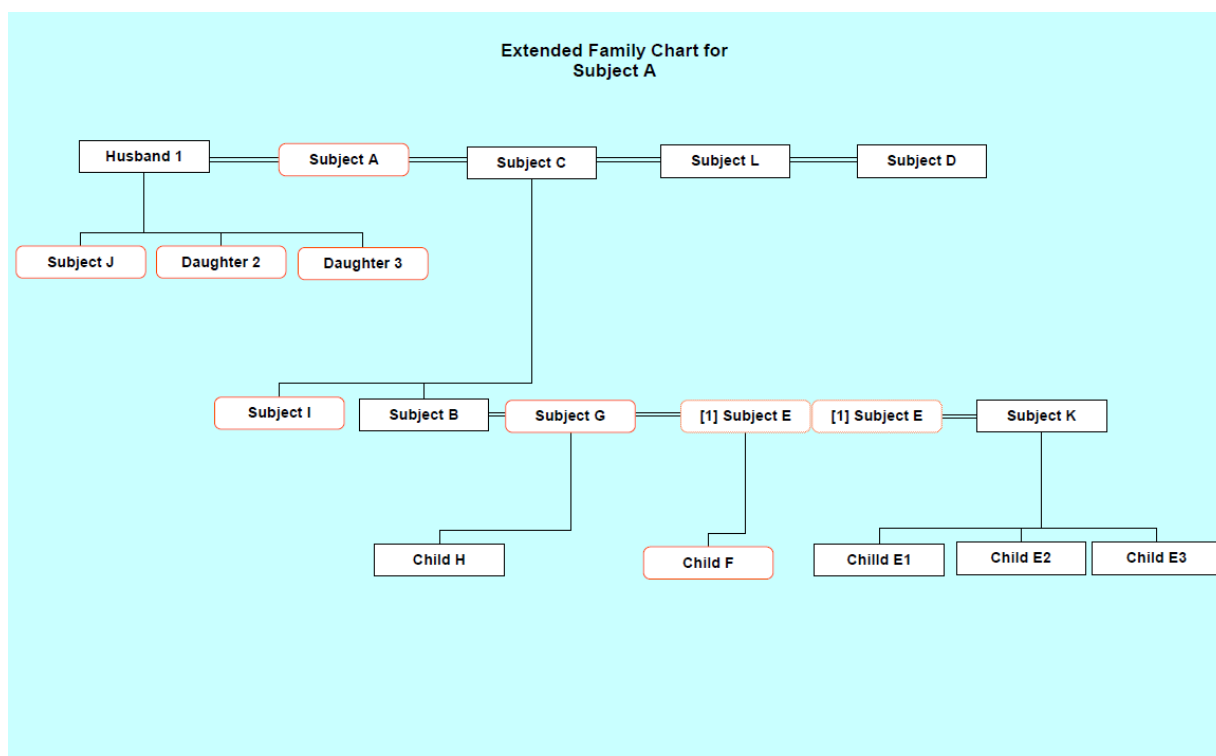 Extended Family Chart for
Subject A
Husband 1
Subject A
Subject C
Subject L
Subject D
Subject J
Daughter 2
Daughter 3
Subject I
Subject B
Subject G
[1] Subject E
[1] Subject E
Subject K
Child H
Child F
Chilld E1
Child E2
Child E3